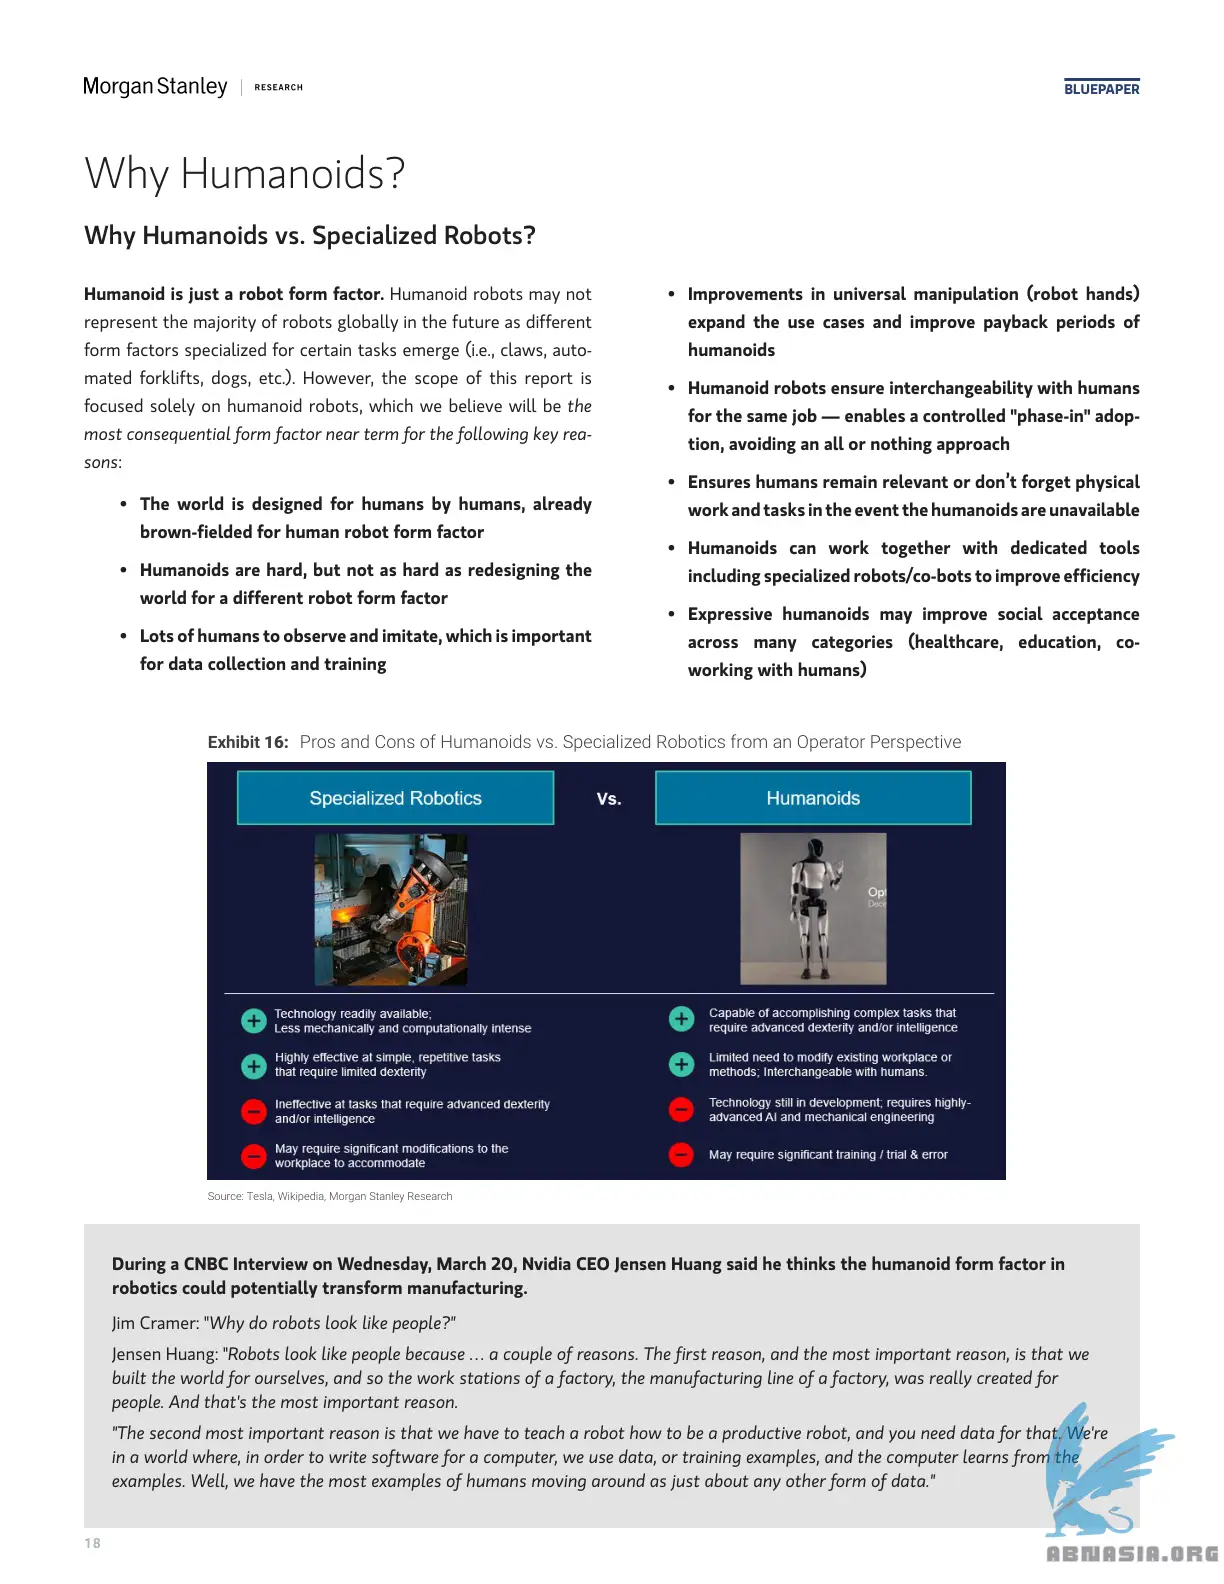 Morgan Stanley | RESEARCH
BLUEPAPER
Why Humanoids?
Why Humanoids vs. Specialized Robots?
Humanoid is just a robot form factor. Humanoid robots may not
represent the majority of robots globally in the future as different
form factors specialized for certain tasks emerge (i.e., claws, auto-
mated forklifts, dogs, etc.). However, the scope of this report is
focused solely on humanoid robots, which we believe will be the
most consequential form factor near term for the following key rea-
sons:
• The world is designed for humans by humans, already
brown-fielded for human robot form factor
• Humanoids are hard, but not as hard as redesigning the
world for a different robot form factor
• Lots of humans to observe and imitate, which is important
for data collection and training
• Improvements in universal manipulation (robot hands)
expand the use cases and improve payback periods of
humanoids
• Humanoid robots ensure interchangeability with humans
for the same job — enables a controlled "phase-in" adop-
tion, avoiding an all or nothing approach
• Ensures humans remain relevant or don't forget physical
work and tasks in the event the humanoids are unavailable
• Humanoids can work together with dedicated tools
including specialized robots/co-bots to improve efficiency
• Expressive humanoids may improve social acceptance
across many categories (healthcare, education, co-
working with humans)
Exhibit 16: Pros and Cons of Humanoids vs. Specialized Robotics from an Operator Perspective
Specialized Robotics
Vs.
Humanoids
Opt
Dece
Technology readily available;
Less mechanically and computationally intense
Highly effective at simple, repetitive tasks
that require limited dexterity
Ineffective at tasks that require advanced dexterity
and/or intelligence
May require significant modifications to the
workplace to accommodate
Capable of accomplishing complex tasks that
require advanced dexterity and/or intelligence
Limited need to modify existing workplace or
methods; Interchangeable with humans.
Technology still in development; requires highly-
advanced AI and mechanical engineering
May require significant training / trial & error
Source: Tesla, Wikipedia, Morgan Stanley Research
During a CNBC Interview on Wednesday, March 20, Nvidia CEO Jensen Huang said he thinks the humanoid form factor in
robotics could potentially transform manufacturing.
Jim Cramer: "Why do robots look like people?"
Jensen Huang: "Robots look like people because … a couple of reasons. The first reason, and the most important reason, is that we
built the world for ourselves, and so the work stations of a factory, the manufacturing line of a factory, was really created for
people. And that's the most important reason.
"The second most important reason is that we have to teach a robot how to be a productive robot, and you need data for that. We're
in a world where, in order to write software for a computer, we use data, or training examples, and the computer learns from the
examples. Well, we have the most examples of humans moving around as just about any other form of data."
18
ABNASIA.ORG